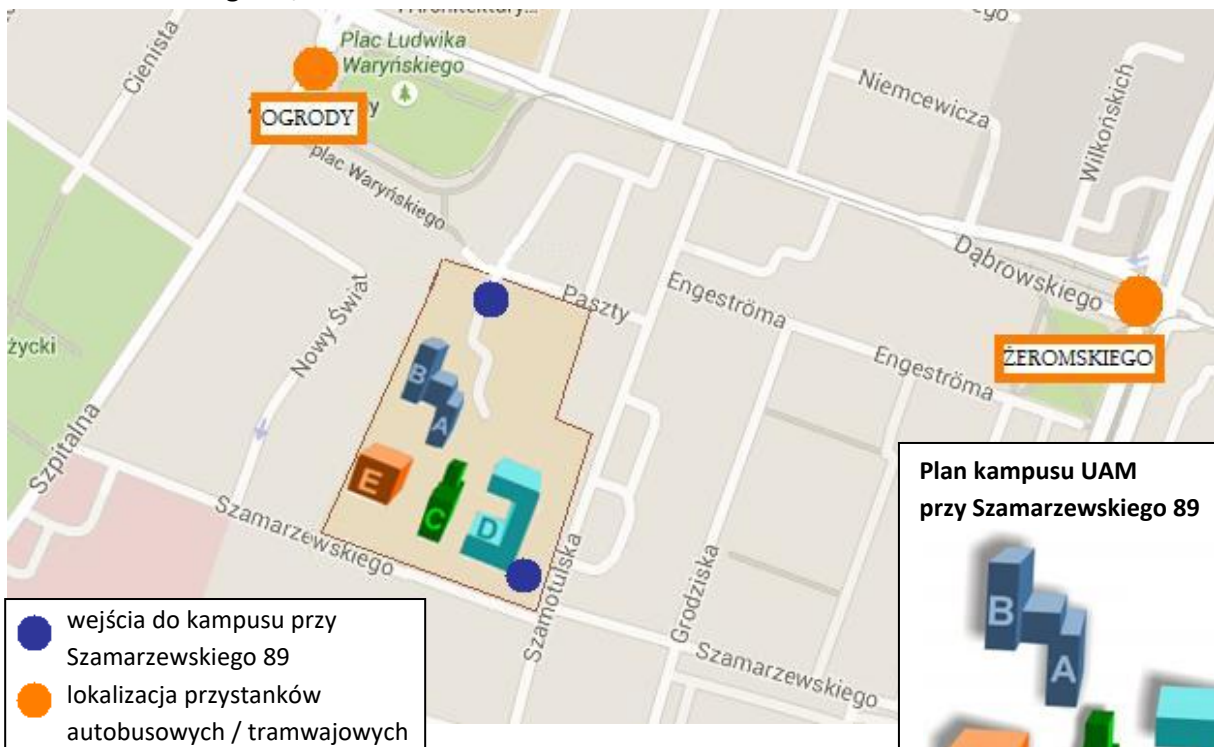 Cienista
Plac Ludwika
Waryńskiego
OGRODY
plac Waryńskiego
Niemcewicza
Wilkońskich
Dąbrowskiego
Paszty
Engeströma
Engeströma
ŻEROMSKIEGO
Nowy Świat
życki
Szpitalna
Szamarzewskiego
Szamotulska
Grodziska
Szamarzewskiego
B
A
E
C
D
wejścia do kampusu przy
Szamarzewskiego 89
lokalizacja przystanków
autobusowych / tramwajowych
Plan kampusu UAM
przy Szamarzewskiego 89
B
A